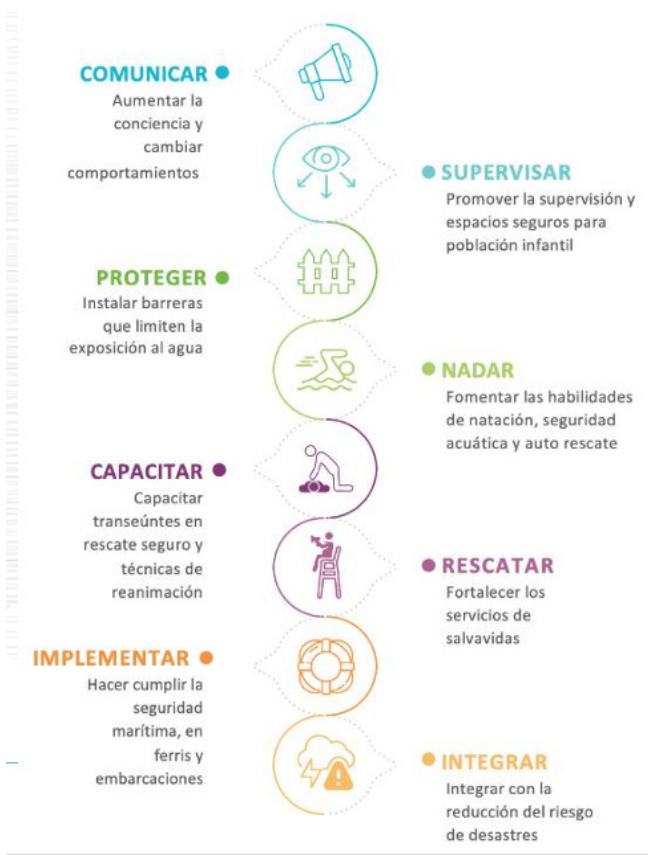 COMUNICAR
Aumentar la
conciencia y
cambiar
comportamientos
SUPERVISAR
Promover la supervisión y
espacios seguros para
población infantil
PROTEGER
Instalar barreras
que limiten la
exposición al agua
NADAR
Fomentar las habilidades
de natación, seguridad
acuática y auto rescate
CAPACITAR
Capacitar
transeúntes en
rescate seguro y
técnicas de
reanimación
RESCATAR
Fortalecer los
servicios de
salvavidas
IMPLEMENTAR
Hacer cumplir la
seguridad
marítima, en
ferris y
embarcaciones
INTEGRAR
Integrar con la
reducción del riesgo
de desastres